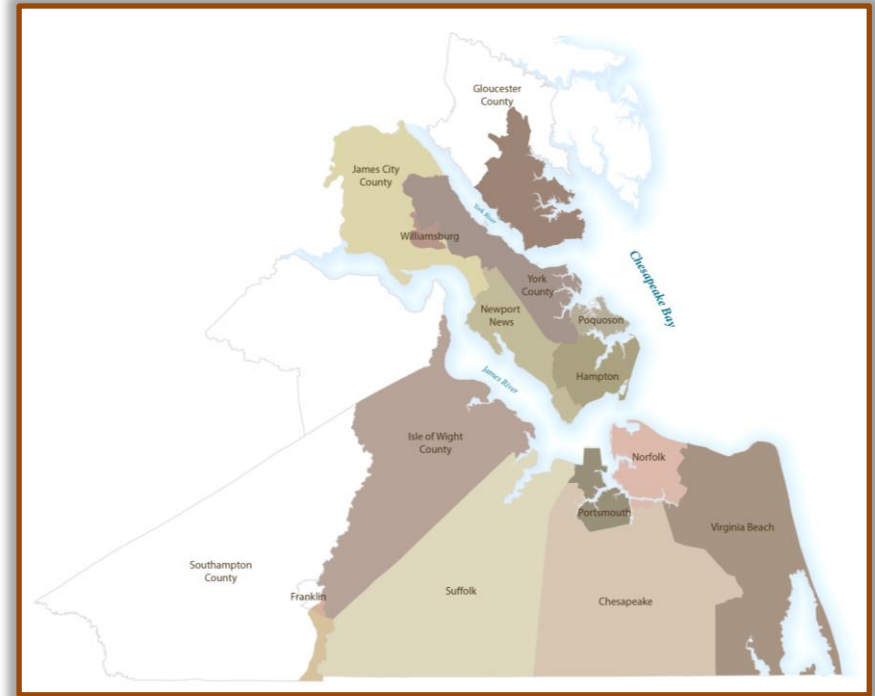 Gloucester
County
James City
County
York River
Williamsburg
Chesapeake Bay
York
County
Newport
News
Poquoson
James River
Hampton
Isle of Wight
County
Norfolk
Portsmouth
Virginia Beach
Southampton
County
Franklin
Suffolk
Chesapeake